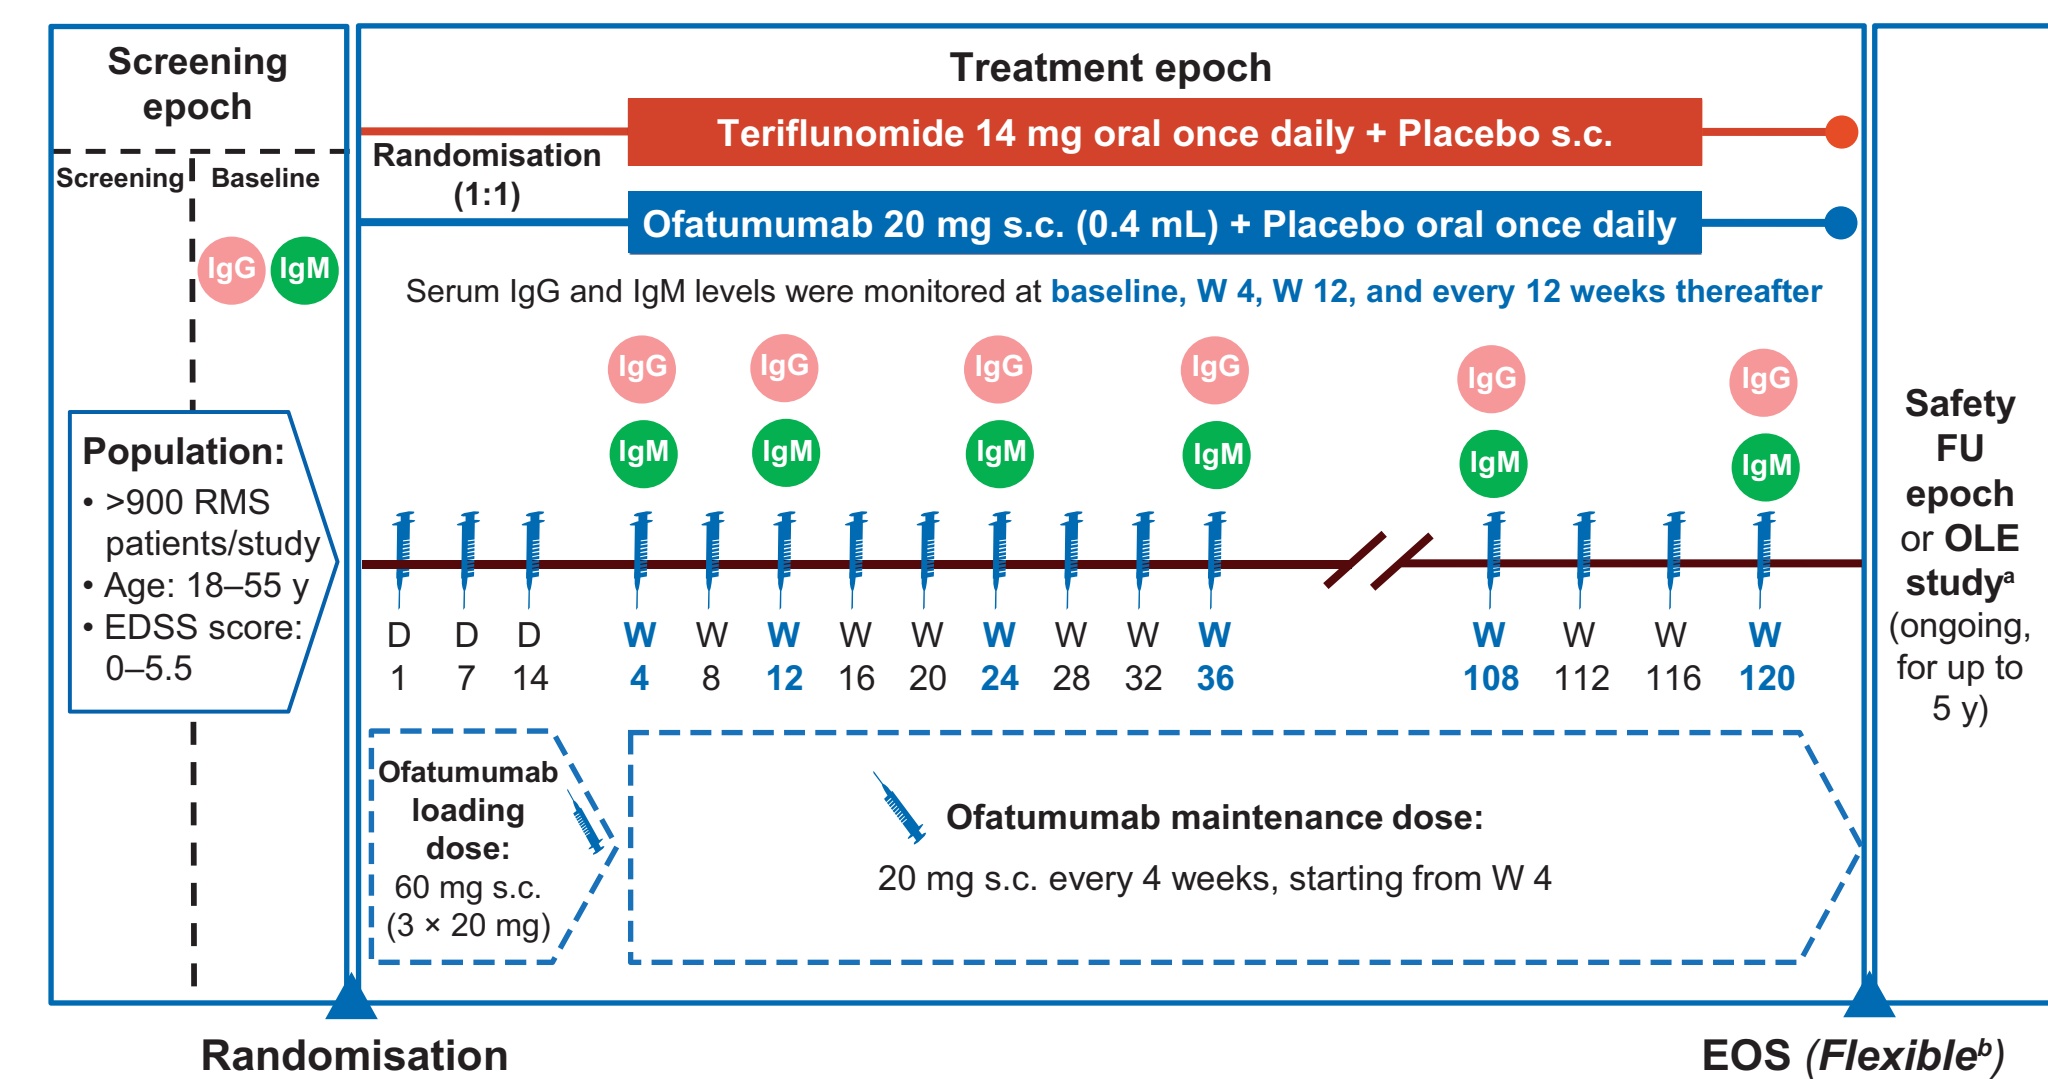 Screening
epoch
Screening
Baseline
IgG IgM
Population:
• >900 RMS
patients/study
• Age: 18–55 y
• EDSS score:
0–5.5
Treatment epoch
Randomisation
(1:1)
Teriflunomide 14 mg oral once daily + Placebo s.c.
Ofatumumab 20 mg s.c. (0.4 mL) + Placebo oral once daily
Serum IgG and IgM levels were monitored at baseline, W 4, W 12, and every 12 weeks thereafter
IgG IgG IgG IgG IgG IgG
IgM IgM IgM IgM IgM IgM
D D D W W W W W W W W W W W W W
1 7 14 4 8 12 16 20 24 28 32 36 108 112 116 120
Ofatumumab
loading
dose:
60 mg s.c.
(3 × 20 mg)
Ofatumumab maintenance dose:
20 mg s.c. every 4 weeks, starting from W 4
Safety
FU
epoch
or OLE
studyᵃ
(ongoing,
for up to
5 y)
Randomisation
EOS (Flexibleᵇ)